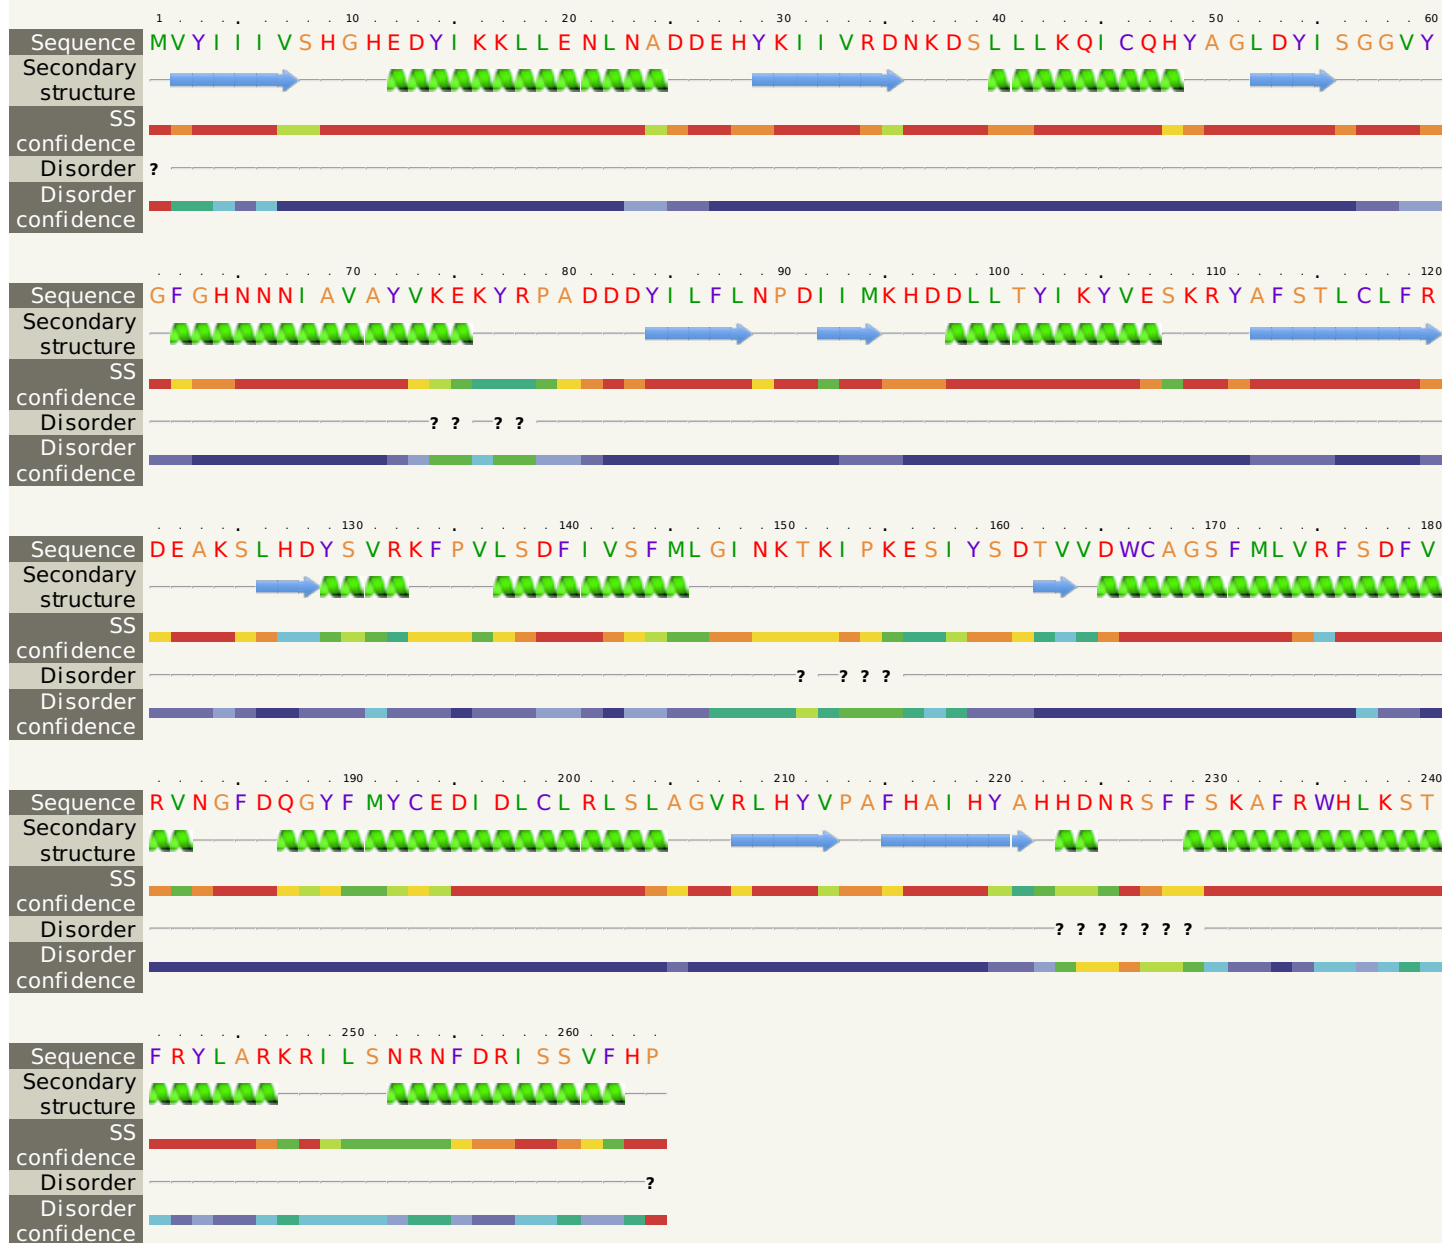 1 10 20 30 40 50 60
Sequence MVYIIIVSHGHEDYIKKLLENLNADDEHYKIIVRDNKDSLLLKQICQHYAGLDYISGGVY
Secondary
structure
SS
confidence
Disorder ?
Disorder
confidence
70 80 90 100 110 120
Sequence GFGHNNNIAVAYVKEKYRPADDDYILFLNPDIIMKHDDLLTYIKYVESKRYAFSTLCLFR
Secondary
structure
SS
confidence
Disorder ? ? ? ?
Disorder
confidence
130 140 150 160 170 180
Sequence DEAKSLHDYSVRKFPVLSDFIVSFMLGINKTKIPKESIYSDTVVDWCAGSFMLVRFSDFV
Secondary
structure
SS
confidence
Disorder ? ? ? ?
Disorder
confidence
190 200 210 220 230 240
Sequence RVNGFDQGYFMYCEDIDLCLRLSLAGVRLHYVPAFHAIHYAHHDNRSFFSKAFRWHLKST
Secondary
structure
SS
confidence
Disorder ? ? ? ? ? ? ?
Disorder
confidence
250 260
Sequence FRYLARKRILSNRNFDRISSVFHP
Secondary
structure
SS
confidence
Disorder ?
Disorder
confidence